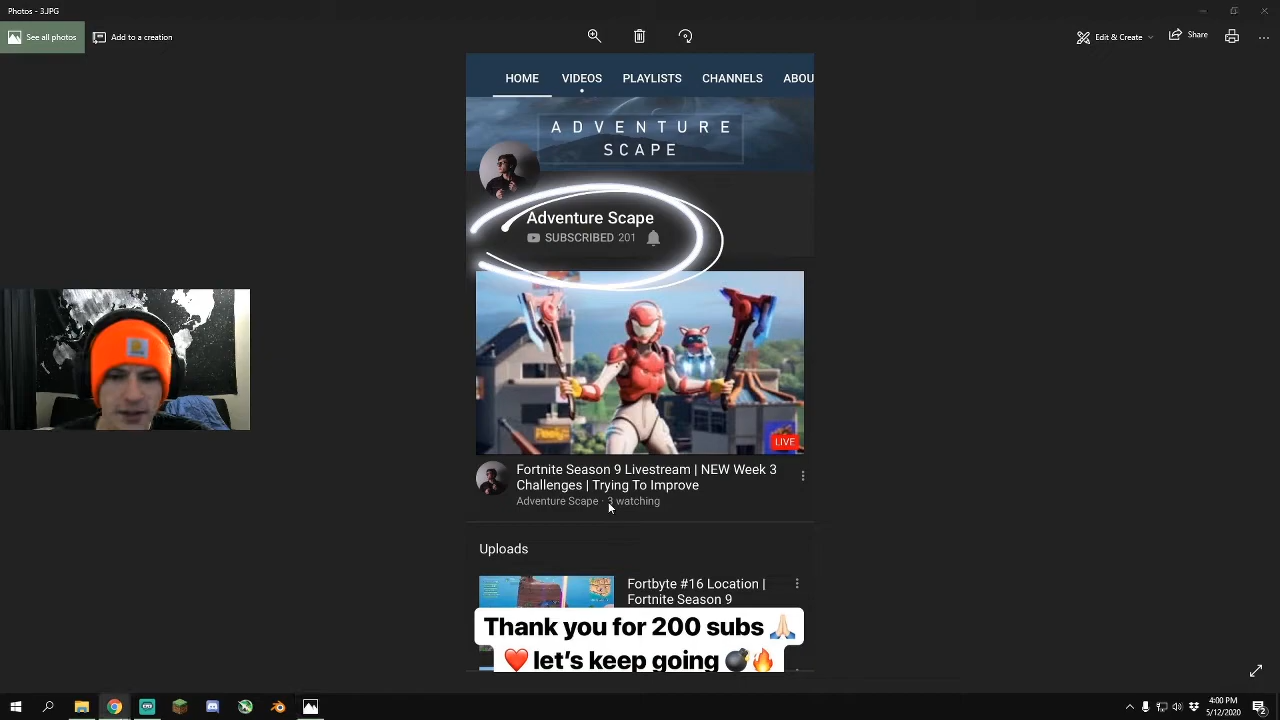 Photos - 3.JPG
See all photos
Add to a creation
Edit & Create
Share
HOME VIDEOS PLAYLISTS CHANNELS ABOU
ADVENTURE
SCAPE
Adventure Scape
SUBSCRIBED 201
LIVE
Fortnite Season 9 Livestream | NEW Week 3
Challenges | Trying To Improve
Adventure Scape · 3 watching
Uploads
Fortbyte #16 Location |
Fortnite Season 9
Thank you for 200 subs 🙏🏻
❤️ let's keep going 💣🔥
4:00 PM
5/12/2020